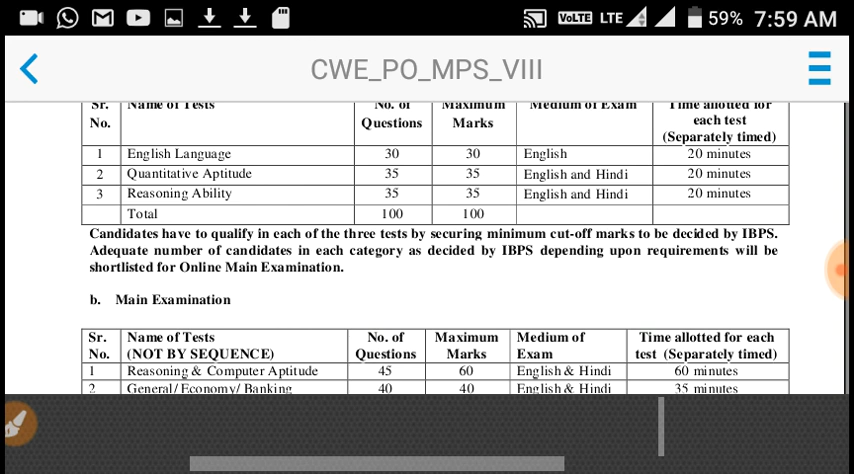 VoLTE LTE 59% 7:59 AM
CWE_PO_MPS_VIII
Sr. No. Name of Tests No. of Questions Maximum Marks Medium of Exam Time allotted for each test (Separately timed)
1 English Language 30 30 English 20 minutes
2 Quantitative Aptitude 35 35 English and Hindi 20 minutes
3 Reasoning Ability 35 35 English and Hindi 20 minutes
Total 100 100
Candidates have to qualify in each of the three tests by securing minimum cut-off marks to be decided by IBPS.
Adequate number of candidates in each category as decided by IBPS depending upon requirements will be
shortlisted for Online Main Examination.
b. Main Examination
Sr. No. Name of Tests (NOT BY SEQUENCE) No. of Questions Maximum Marks Medium of Exam Time allotted for each test (Separately timed)
1 Reasoning & Computer Aptitude 45 60 English & Hindi 60 minutes
2 General/ Economy/ Banking 40 40 English & Hindi 35 minutes